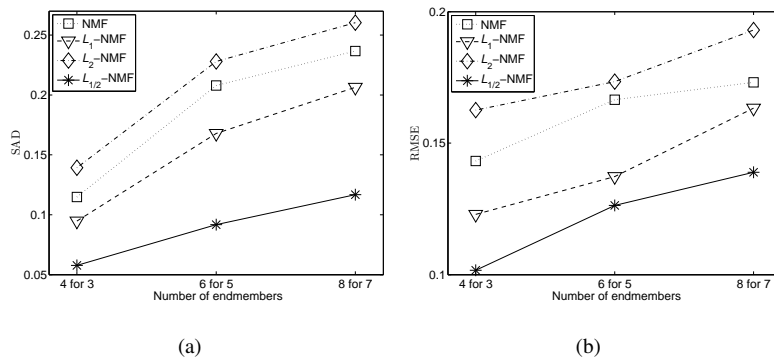 NMF
L1–NMF
L2–NMF
L1/2–NMF
0.25
0.2
0.15
0.1
0.05
SAD
4 for 3
6 for 5
8 for 7
Number of endmembers
(a)
NMF
L1–NMF
L2–NMF
L1/2–NMF
0.2
0.15
0.1
RMSE
4 for 3
6 for 5
8 for 7
Number of endmembers
(b)